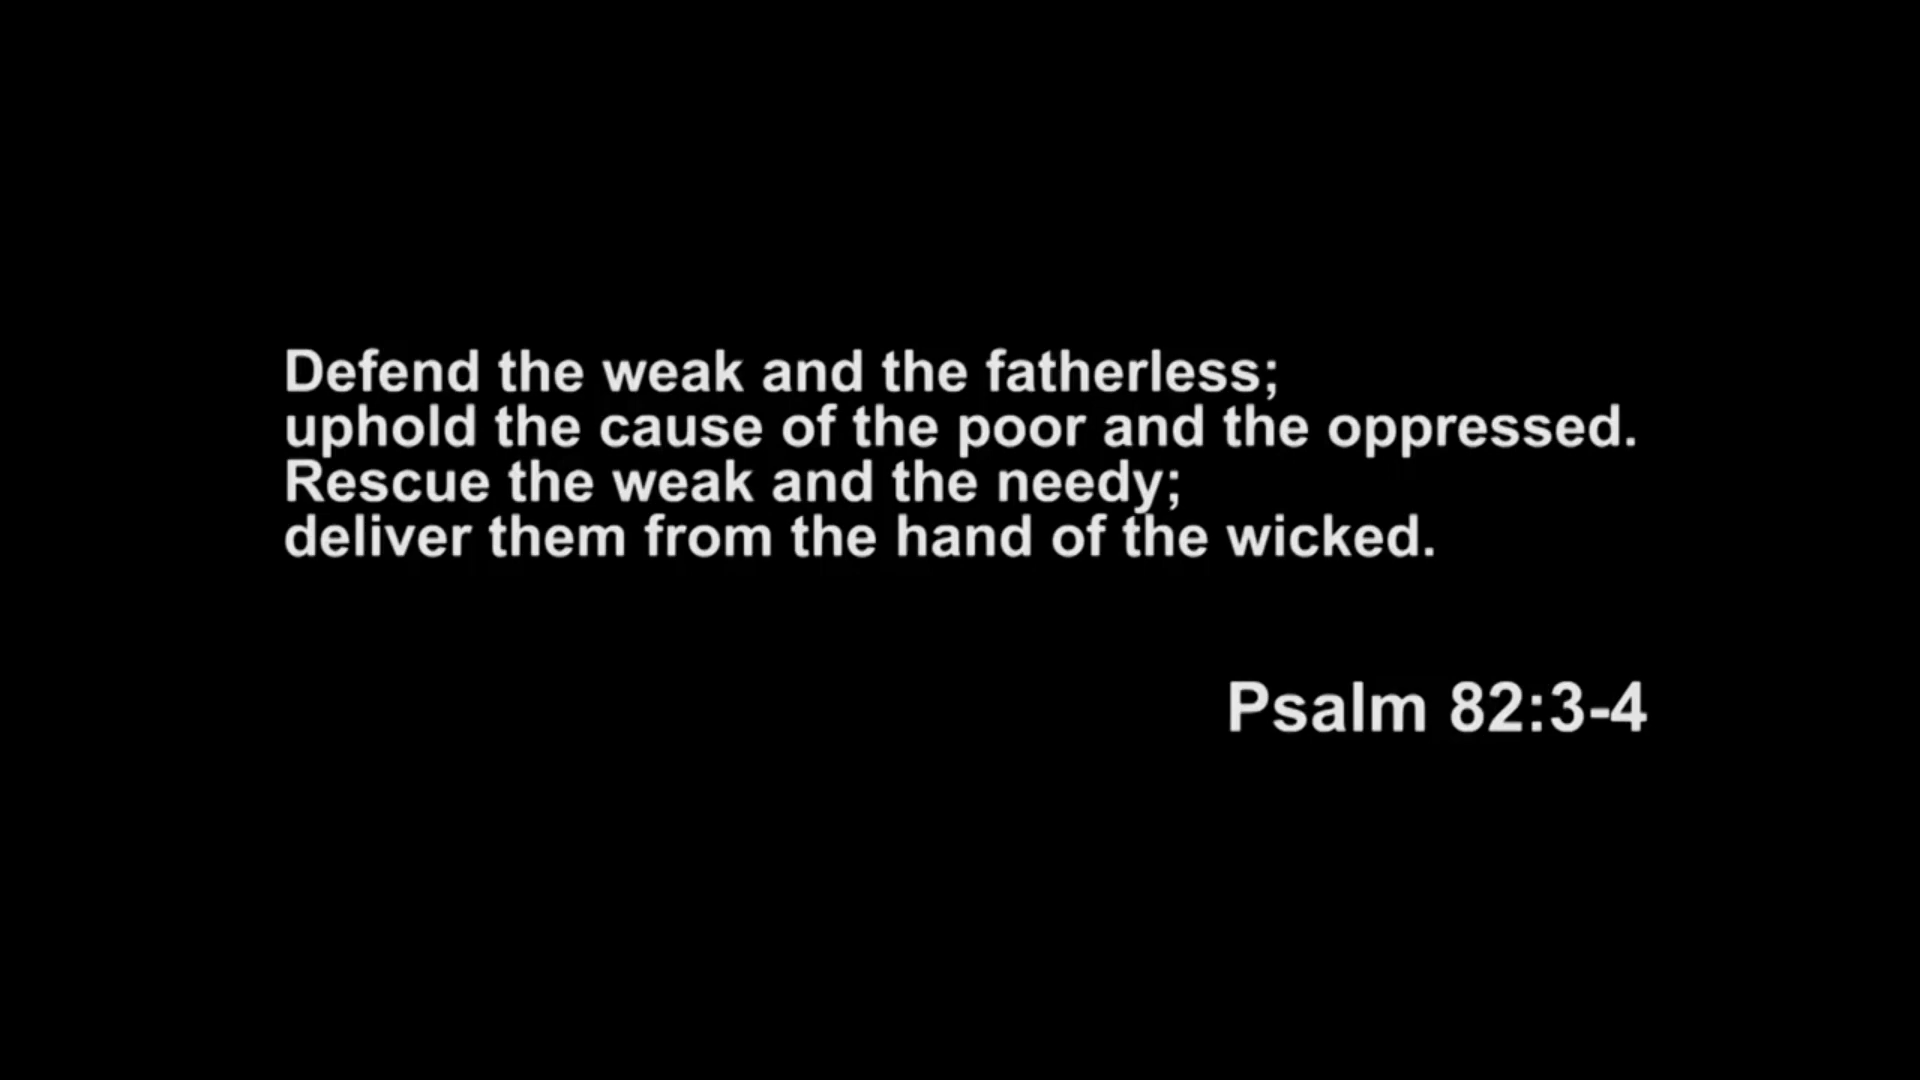 Defend the weak and the fatherless;
uphold the cause of the poor and the oppressed.
Rescue the weak and the needy;
deliver them from the hand of the wicked.
Psalm 82:3-4